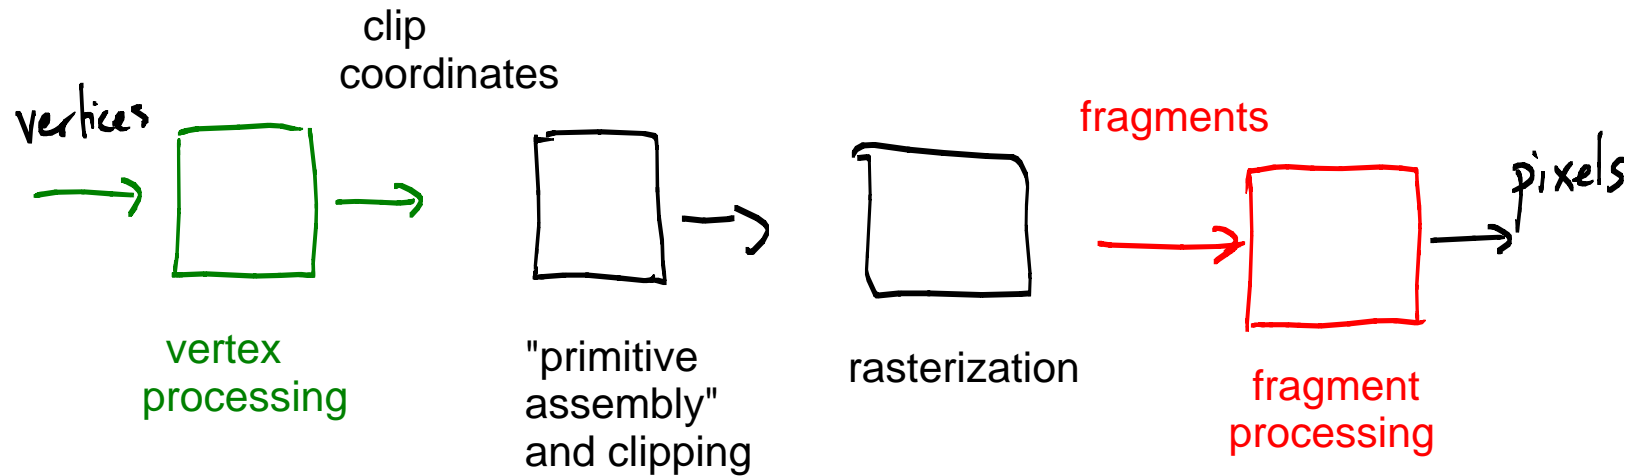 clip
coordinates
vertices
fragments
pixels
vertex
processing
"primitive
assembly"
and clipping
rasterization
fragment
processing